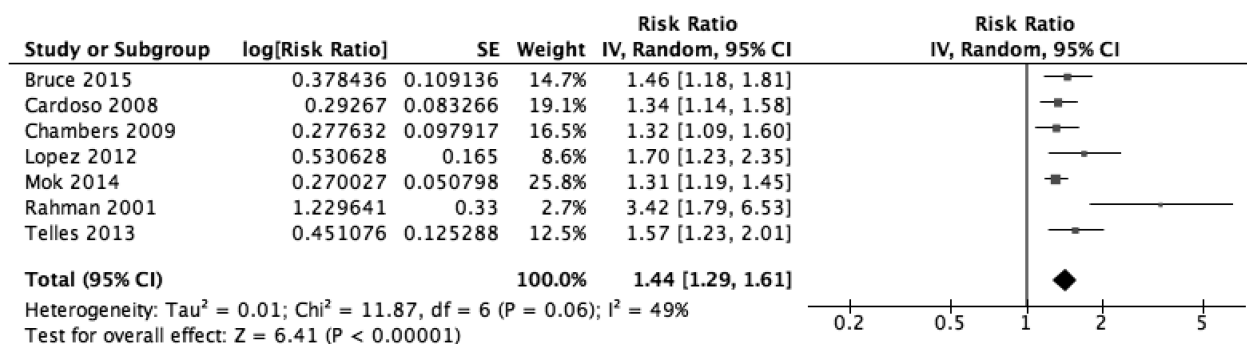 Risk Ratio Risk Ratio
Study or Subgroup log[Risk Ratio] SE Weight IV, Random, 95% CI IV, Random, 95% CI
Bruce 2015 0.378436 0.109136 14.7% 1.46 [1.18, 1.81]
Cardoso 2008 0.29267 0.083266 19.1% 1.34 [1.14, 1.58]
Chambers 2009 0.277632 0.097917 16.5% 1.32 [1.09, 1.60]
Lopez 2012 0.530628 0.165 8.6% 1.70 [1.23, 2.35]
Mok 2014 0.270027 0.050798 25.8% 1.31 [1.19, 1.45]
Rahman 2001 1.229641 0.33 2.7% 3.42 [1.79, 6.53]
Telles 2013 0.451076 0.125288 12.5% 1.57 [1.23, 2.01]
Total (95% CI) 100.0% 1.44 [1.29, 1.61]
Heterogeneity: Tau² = 0.01; Chi² = 11.87, df = 6 (P = 0.06); I² = 49%
Test for overall effect: Z = 6.41 (P < 0.00001)
0.2 0.5 1 2 5